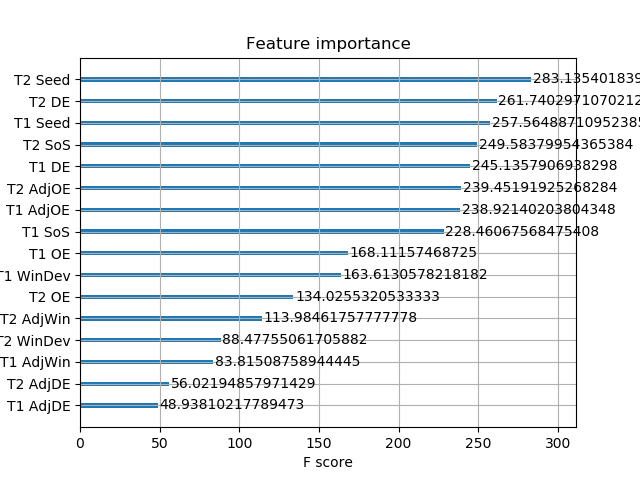 Feature importance
T2 Seed 283.135401839
T2 DE 261.7402971070212
T1 Seed 257.56488710952385
T2 SoS 249.58379954365384
T1 DE 245.1357906938298
T2 AdjOE 239.45191925268284
T1 AdjOE 238.92140203804348
T1 SoS 228.46067568475408
T1 OE 168.11157468725
T1 WinDev 163.6130578218182
T2 OE 134.0255320533333
T2 AdjWin 113.98461757777778
T2 WinDev 88.47755061705882
T1 AdjWin 83.81508758944445
T2 AdjDE 56.02194857971429
T1 AdjDE 48.93810217789473
0 50 100 150 200 250 300
F score